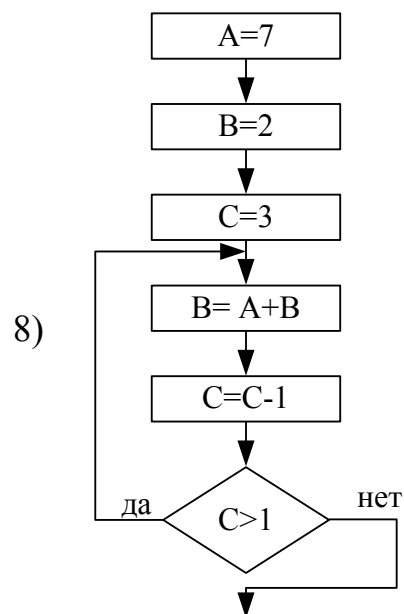 A=7
B=2
C=3
B= A+B
8)
C=C-1
да
C>1
нет